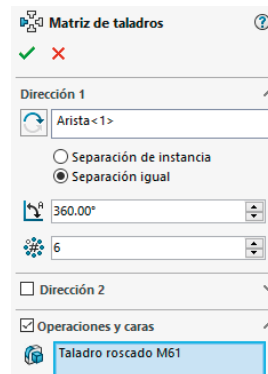 Matriz de taladros
Dirección 1
Arista<1>
Separación de instancia
Separación igual
360.00°
6
Dirección 2
Operaciones y caras
Taladro roscado M61